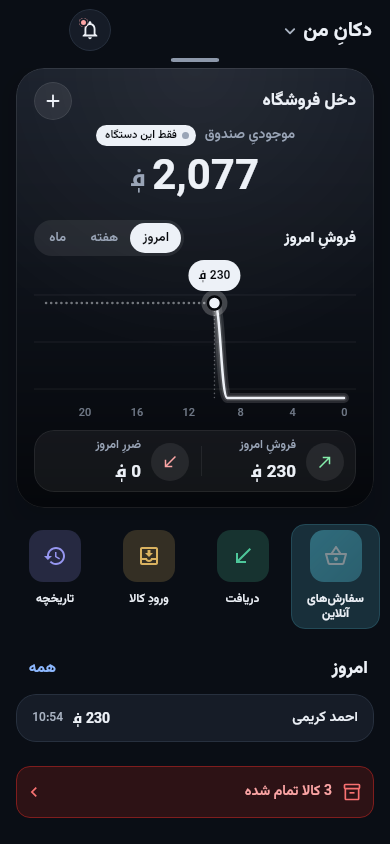 دکانِ من
دخل فروشگاه
موجودیِ صندوق
فقط این دستگاه
2,077 ؋
فروشِ امروز
امروز
هفته
ماه
230 ؋
0 4 8 12 16 20
فروشِ امروز
230 ؋
ضررِ امروز
0 ؋
سفارش‌های
آنلاین
دریافت
ورودِ کالا
تاریخچه
امروز
همه
احمد کریمی
230 ؋
10:54
3 کالا تمام شده